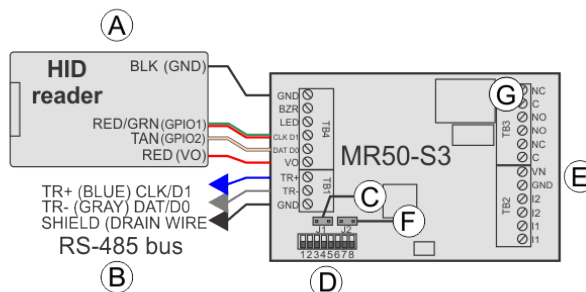 A
HID
reader
BLK (GND)
RED/GRN (GPIO1)
TAN (GPIO2)
RED (VO)
TR+ (BLUE) CLK/D1
TR- (GRAY) DAT/D0
SHIELD (DRAIN WIRE
RS-485 bus
B
GND
BZR
LED
CLK D1
DAT D0
VO
TB4
TR+
TR-
GND
TB1
MR50-S3
C
F
J1 J2
12345678
D
G
NC
C
NO
NO
NC
C
TB3
VN
GND
I2
I2
I1
I1
TB2
E